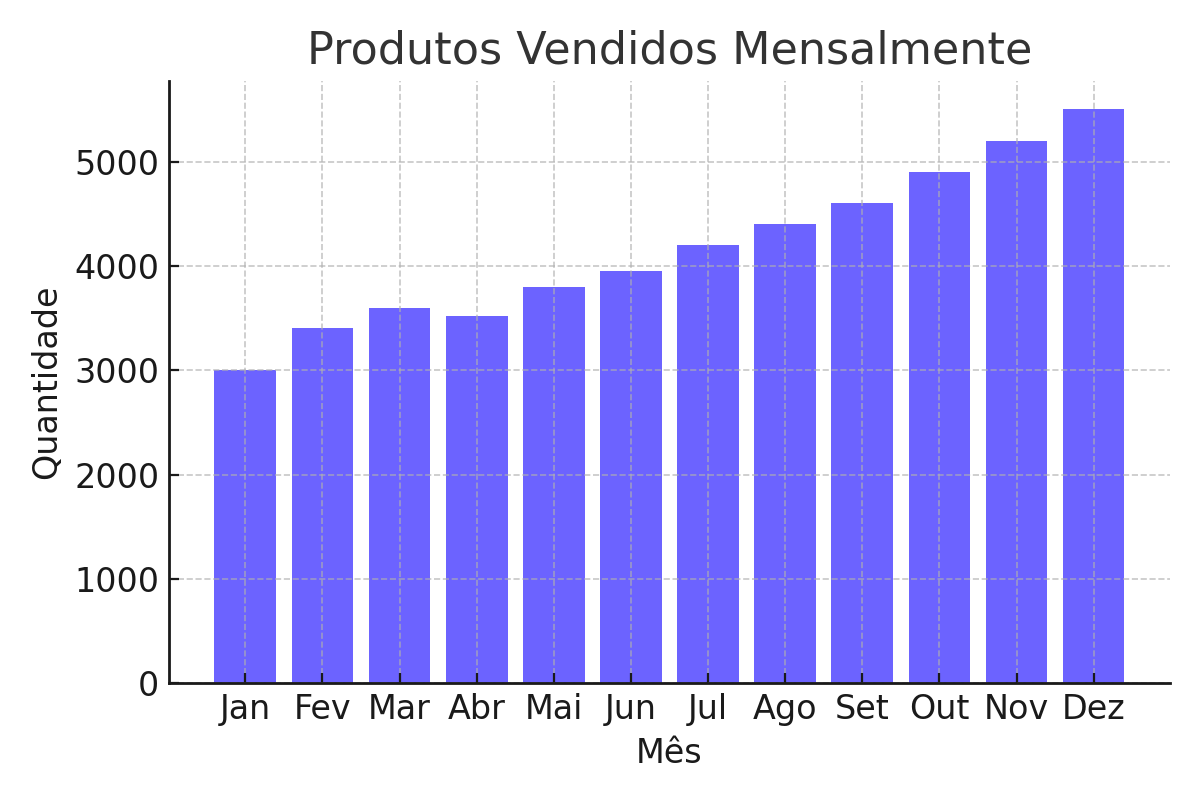 Produtos Vendidos Mensalmente
Quantidade
5000
4000
3000
2000
1000
0
Jan Fev Mar Abr Mai Jun Jul Ago Set Out Nov Dez
Mês